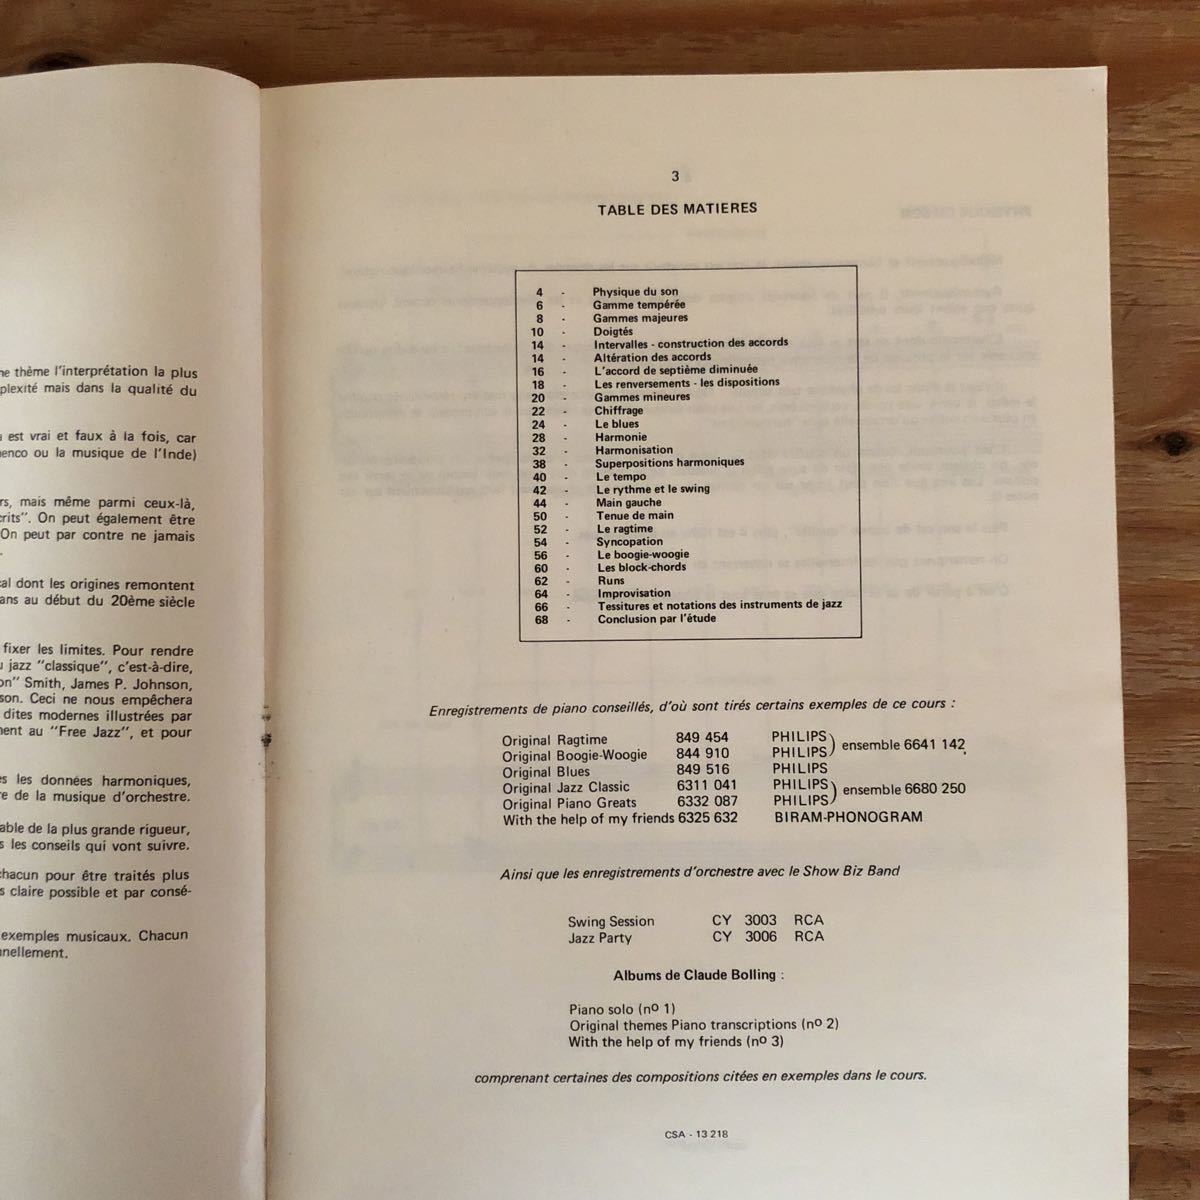 ne thème l'interprétation la plus
plexité mais dans la qualité du
est vrai et faux à la fois, car
enco ou la musique de l'Inde)
rs, mais même parmi ceux-là,
crits". On peut également être
On peut par contre ne jamais
cal dont les origines remontent
ans au début du 20ème siècle
fixer les limites. Pour rendre
u jazz "classique", c'est-à-dire,
on" Smith, James P. Johnson,
son. Ceci ne nous empêchera
dites modernes illustrées par
ment au "Free Jazz", et pour
es les données harmoniques,
re de la musique d'orchestre.
able de la plus grande rigueur,
s les conseils qui vont suivre.
chacun pour être traités plus
s claire possible et par consé-
exemples musicaux. Chacun
nnellement.
3
TABLE DES MATIERES
4 - Physique du son
6 - Gamme tempérée
8 - Gammes majeures
10 - Doigtés
14 - Intervalles - construction des accords
14 - Altération des accords
16 - L'accord de septième diminuée
18 - Les renversements - les dispositions
20 - Gammes mineures
22 - Chiffrage
24 - Le blues
28 - Harmonie
32 - Harmonisation
38 - Superpositions harmoniques
40 - Le tempo
42 - Le rythme et le swing
44 - Main gauche
50 - Tenue de main
52 - Le ragtime
54 - Syncopation
56 - Le boogie-woogie
60 - Les block-chords
62 - Runs
64 - Improvisation
66 - Tessitures et notations des instruments de jazz
68 - Conclusion par l'étude
Enregistrements de piano conseillés, d'où sont tirés certains exemples de ce cours :
Original Ragtime 849 454 PHILIPS
Original Boogie-Woogie 844 910 PHILIPS ) ensemble 6641 142
Original Blues 849 516 PHILIPS
Original Jazz Classic 6311 041 PHILIPS
Original Piano Greats 6332 087 PHILIPS ) ensemble 6680 250
With the help of my friends 6325 632 BIRAM-PHONOGRAM
Ainsi que les enregistrements d'orchestre avec le Show Biz Band
Swing Session CY 3003 RCA
Jazz Party CY 3006 RCA
Albums de Claude Bolling :
Piano solo (nº 1)
Original themes Piano transcriptions (nº 2)
With the help of my friends (nº 3)
comprenant certaines des compositions citées en exemples dans le cours.
CSA - 13 218